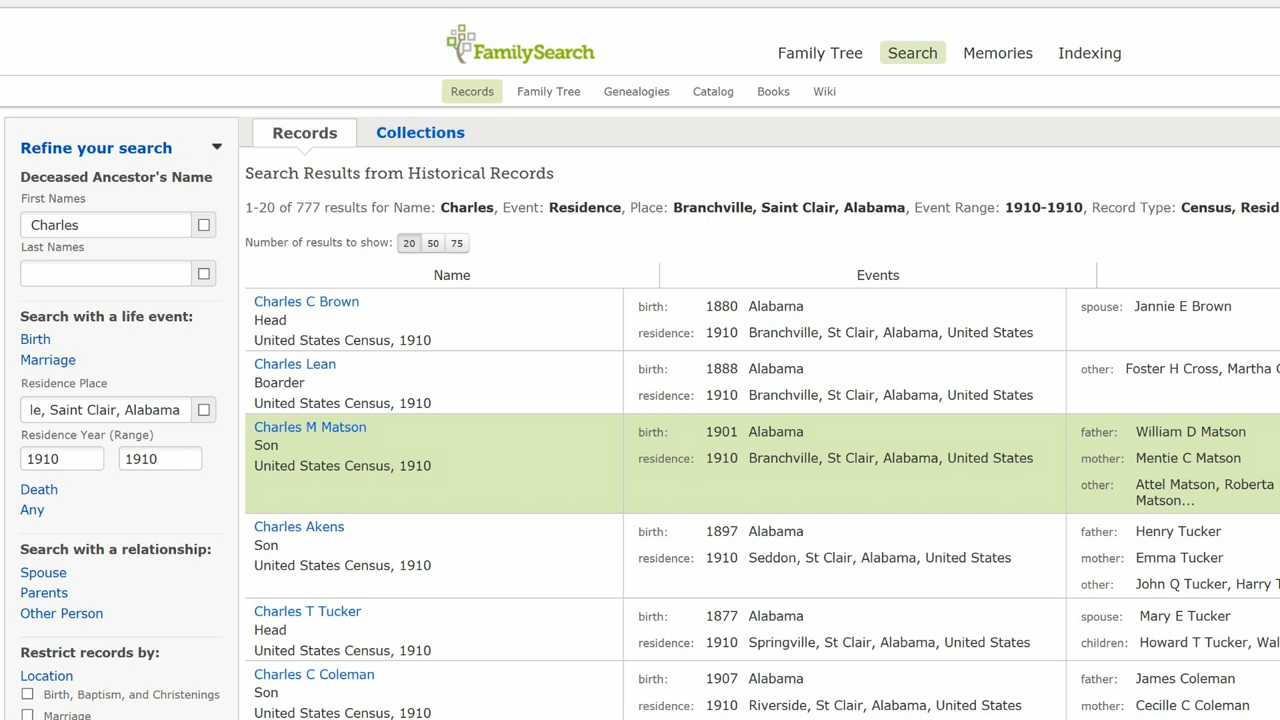 FamilySearch
Family Tree Search Memories Indexing
Records Family Tree Genealogies Catalog Books Wiki
Refine your search
Deceased Ancestor's Name
First Names
Charles
Last Names
Search with a life event:
Birth
Marriage
Residence Place
le, Saint Clair, Alabama
Residence Year (Range)
1910 1910
Death
Any
Search with a relationship:
Spouse
Parents
Other Person
Restrict records by:
Location
Birth, Baptism, and Christenings
Marriage
Records Collections
Search Results from Historical Records
1-20 of 777 results for Name: Charles, Event: Residence, Place: Branchville, Saint Clair, Alabama, Event Range: 1910-1910, Record Type: Census, Resid
Number of results to show: 20 50 75
Name Events
Charles C Brown
Head
United States Census, 1910
birth: 1880 Alabama
residence: 1910 Branchville, St Clair, Alabama, United States
spouse: Jannie E Brown
Charles Lean
Boarder
United States Census, 1910
birth: 1888 Alabama
residence: 1910 Branchville, St Clair, Alabama, United States
other: Foster H Cross, Martha
Charles M Matson
Son
United States Census, 1910
birth: 1901 Alabama
residence: 1910 Branchville, St Clair, Alabama, United States
father: William D Matson
mother: Mentie C Matson
other: Attel Matson, Roberta
Matson...
Charles Akens
Son
United States Census, 1910
birth: 1897 Alabama
residence: 1910 Seddon, St Clair, Alabama, United States
father: Henry Tucker
mother: Emma Tucker
other: John Q Tucker, Harry T
Charles T Tucker
Head
United States Census, 1910
birth: 1877 Alabama
residence: 1910 Springville, St Clair, Alabama, United States
spouse: Mary E Tucker
children: Howard T Tucker, Wal
Charles C Coleman
Son
United States Census, 1910
birth: 1907 Alabama
residence: 1910 Riverside, St Clair, Alabama, United States
father: James Coleman
mother: Cecille C Coleman